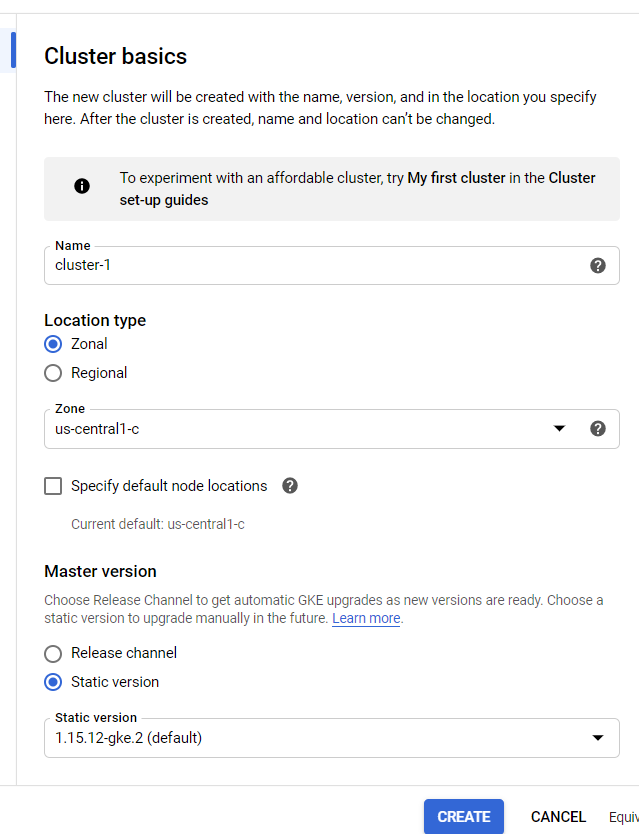 Cluster basics
The new cluster will be created with the name, version, and in the location you specify
here. After the cluster is created, name and location can't be changed.
To experiment with an affordable cluster, try My first cluster in the Cluster
set-up guides
Name
cluster-1
Location type
Zonal
Regional
Zone
us-central1-c
Specify default node locations
Current default: us-central1-c
Master version
Choose Release Channel to get automatic GKE upgrades as new versions are ready. Choose a
static version to upgrade manually in the future. Learn more.
Release channel
Static version
Static version
1.15.12-gke.2 (default)
CREATE CANCEL